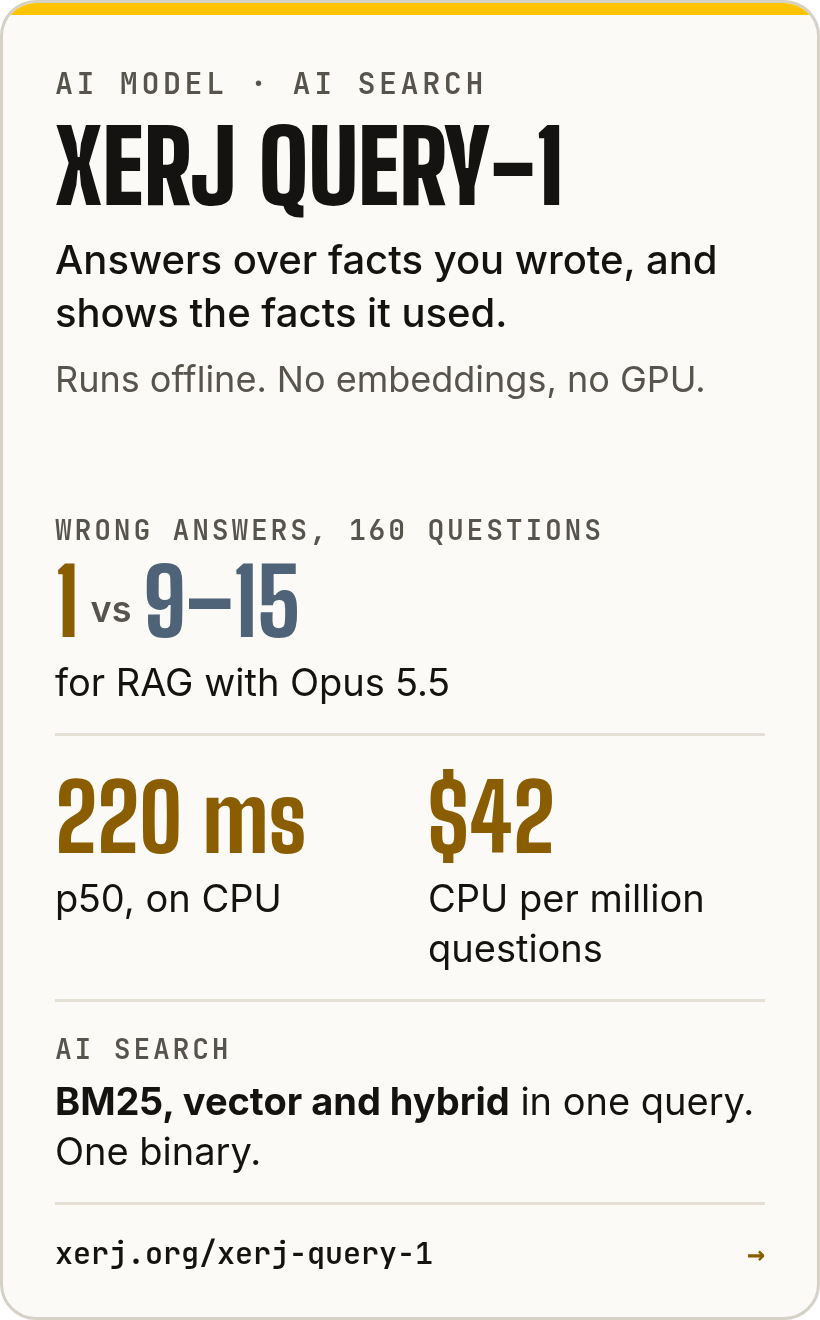 AI MODEL · AI SEARCH
XERJ QUERY–1
Answers over facts you wrote, and
shows the facts it used.
Runs offline. No embeddings, no GPU.
WRONG ANSWERS, 160 QUESTIONS
1 vs 9–15
for RAG with Opus 5.5
220 ms
p50, on CPU
$42
CPU per million
questions
AI SEARCH
BM25, vector and hybrid in one query.
One binary.
xerj.org/xerj-query-1 →